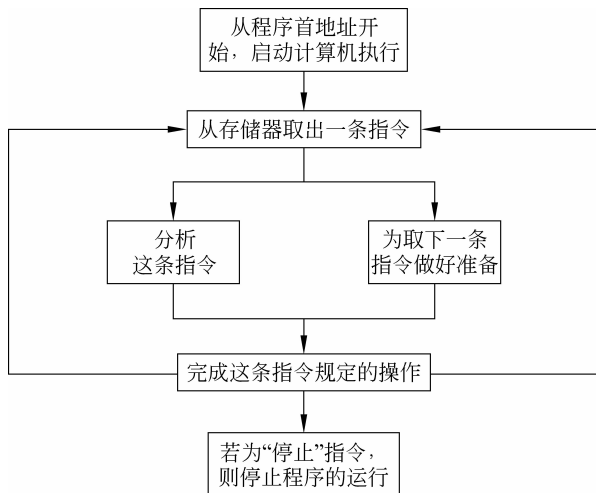 从程序首地址开
始，启动计算机执行
从存储器取出一条指令
分析
这条指令
为取下一条
指令做好准备
完成这条指令规定的操作
若为“停止”指令，
则停止程序的运行